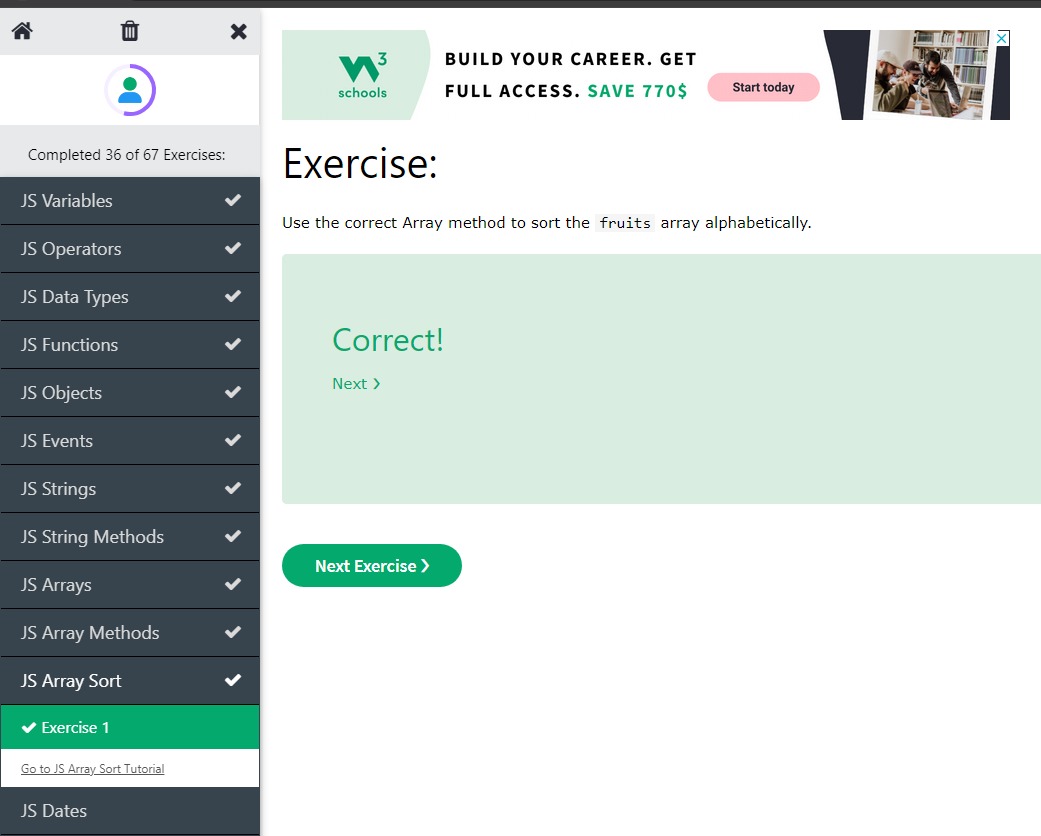 Completed 36 of 67 Exercises:
JS Variables
JS Operators
JS Data Types
JS Functions
JS Objects
JS Events
JS Strings
JS String Methods
JS Arrays
JS Array Methods
JS Array Sort
Exercise 1
Go to JS Array Sort Tutorial
JS Dates
3
schools
BUILD YOUR CAREER. GET
FULL ACCESS. SAVE 770$
Start today
Exercise:
Use the correct Array method to sort the fruits array alphabetically.
Correct!
Next ❯
Next Exercise ❯